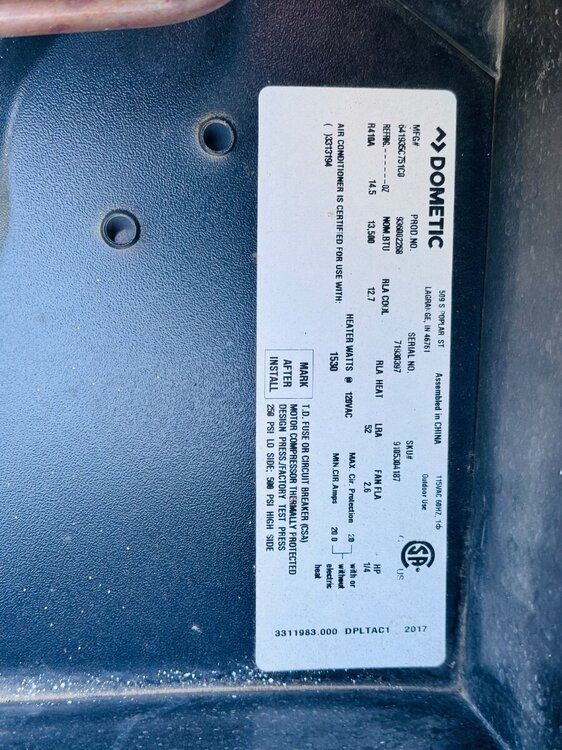 DOMETIC
509 S POPLAR ST Assembled in CHINA 115VAC 60HZ, 1Φ
LAGRANGE, IN 46761 Outdoor Use
MFG# PROD NO. SERIAL NO. SKU#
71930397 9105304187
SA US
OZ NOM.BTU RLA COOL RLA HEAT LRA FAN FLA HP
R410A 14.5 13,500 12.7 52 2.6 1/4
AIR CONDITIONER IS CERTIFIED FOR USE WITH: HEATER WATTS @ 120VAC MAX. Cir. Protection 20 with or
( )3313194 1530 MIN.CIR.Amps 20.0 without
electric
heat
MARK
AFTER
INSTALL
T.D. FUSE OR CIRCUIT BREAKER (CSA)
MOTOR COMPRESSOR THERMALLY PROTECTED
DESIGN PRESS/FACTORY TEST PRESS
250 PSI LO SIDE; 500 PSI HIGH SIDE
3311983.000 DPLTAC1 2017